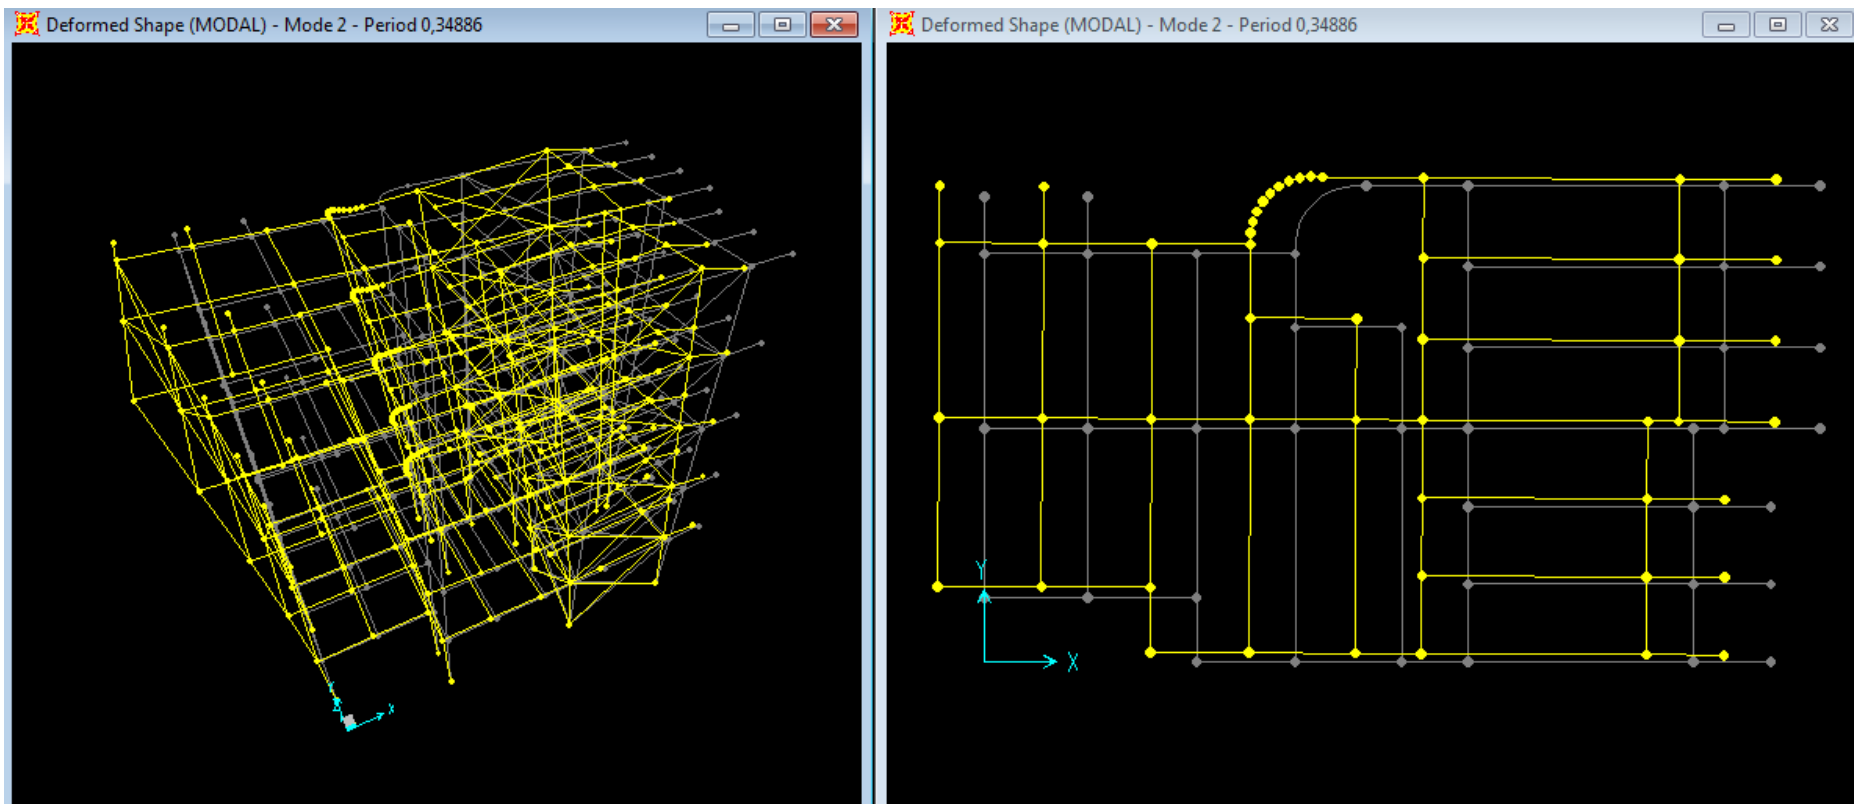 Deformed Shape (MODAL) - Mode 2 - Period 0,34886
Deformed Shape (MODAL) - Mode 2 - Period 0,34886
Y
X
X